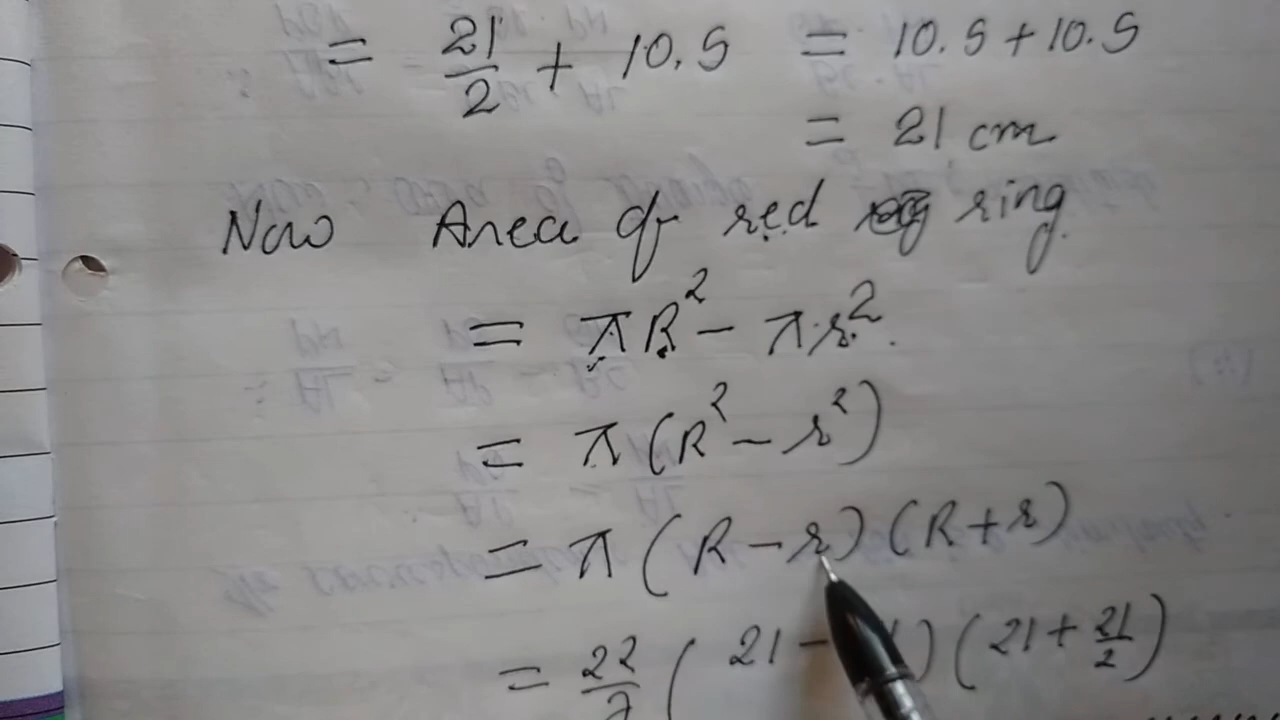 = 21/2 + 10.5 = 10.5 + 10.5
= 21 cm
Now Area of red ring
= πR² - πr²
= π(R² - r²)
= π(R - r)(R + r)
= 22/7 ( 21 - ) (21 + 21/2)